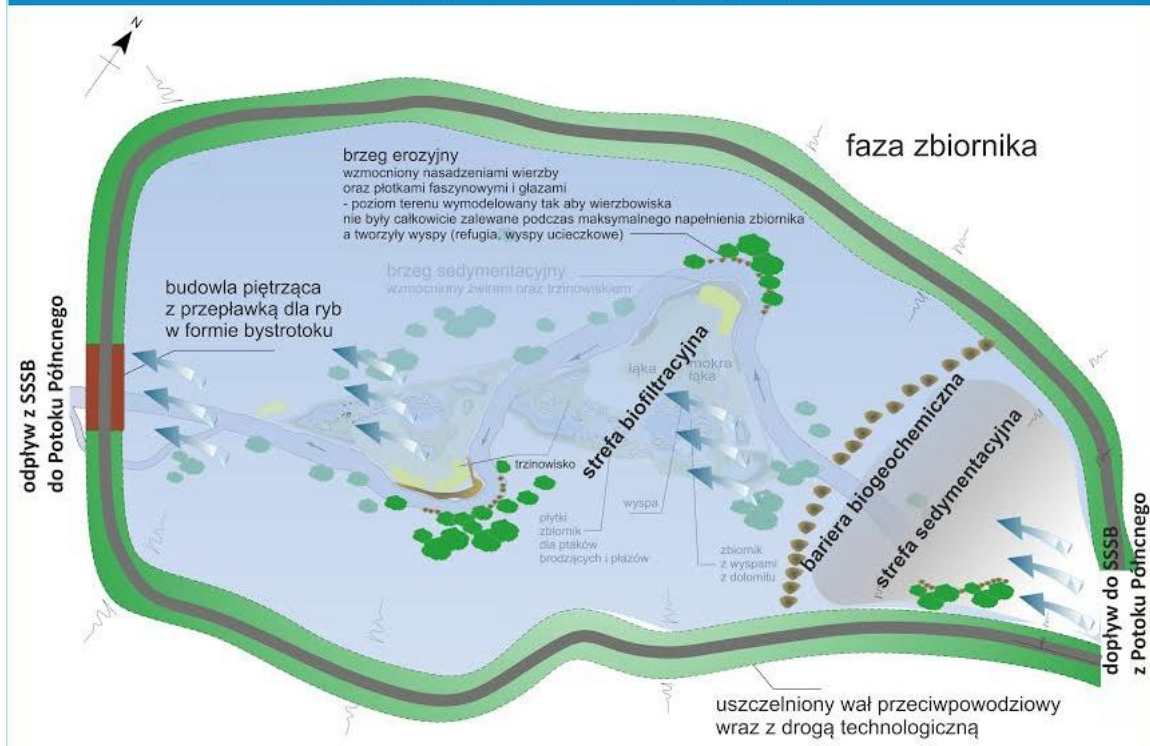 N
faza zbiornika
brzeg erozyjny
wzmocniony nasadzeniami wierzby
oraz płotkami faszynowymi i głazami
- poziom terenu wymodelowany tak aby wierzbowiska
nie były całkowicie zalewane podczas maksymalnego napełnienia zbiornika
a tworzyły wyspy (refugia, wyspy ucieczkowe)
brzeg sedymentacyjny
wzmocniony żwirem oraz trzinowiskiem
budowla piętrząca
z przepławką dla ryb
w formie bystrotoku
odpływ z SSSB
do Potoku Północnego
łąka
mokra
łąka
strefa biofiltracyjna
bariera biogeochemiczna
strefa sedymentacyjna
trzinowisko
wyspa
płytki
zbiornik
dla ptaków
brodzących i płazów
zbiornik
z wyspami
z dolomitu
dopływ do SSSB
z Potoku Półncnego
uszczelniony wał przeciwpowodziowy
wraz z drogą technologiczną